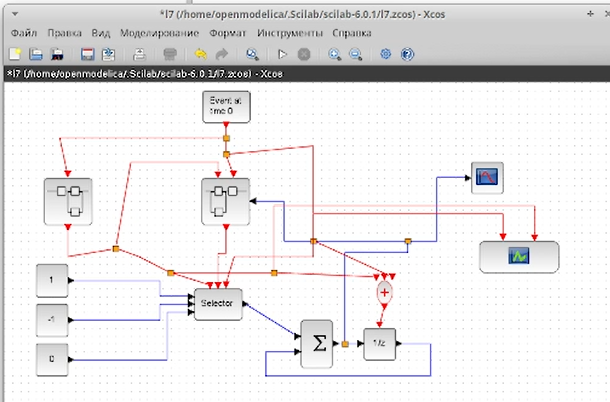 *l7 (/home/openmodelica/.Scilab/scilab-6.0.1/l7.zcos) - Xcos
Файл Правка Вид Моделирование Формат Инструменты Справка
*l7 (/home/openmodelica/.Scilab/scilab-6.0.1/l7.zcos) - Xcos
Event at
time 0
1
-1
0
Selector
+
Σ
1/z